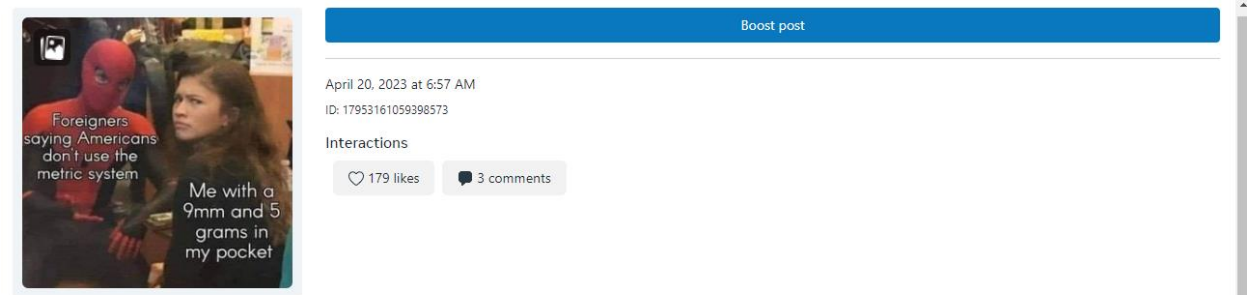 Foreigners
saying Americans
don't use the
metric system
Me with a
9mm and 5
grams in
my pocket
Boost post
April 20, 2023 at 6:57 AM
ID: 17953161059398573
Interactions
179 likes
3 comments